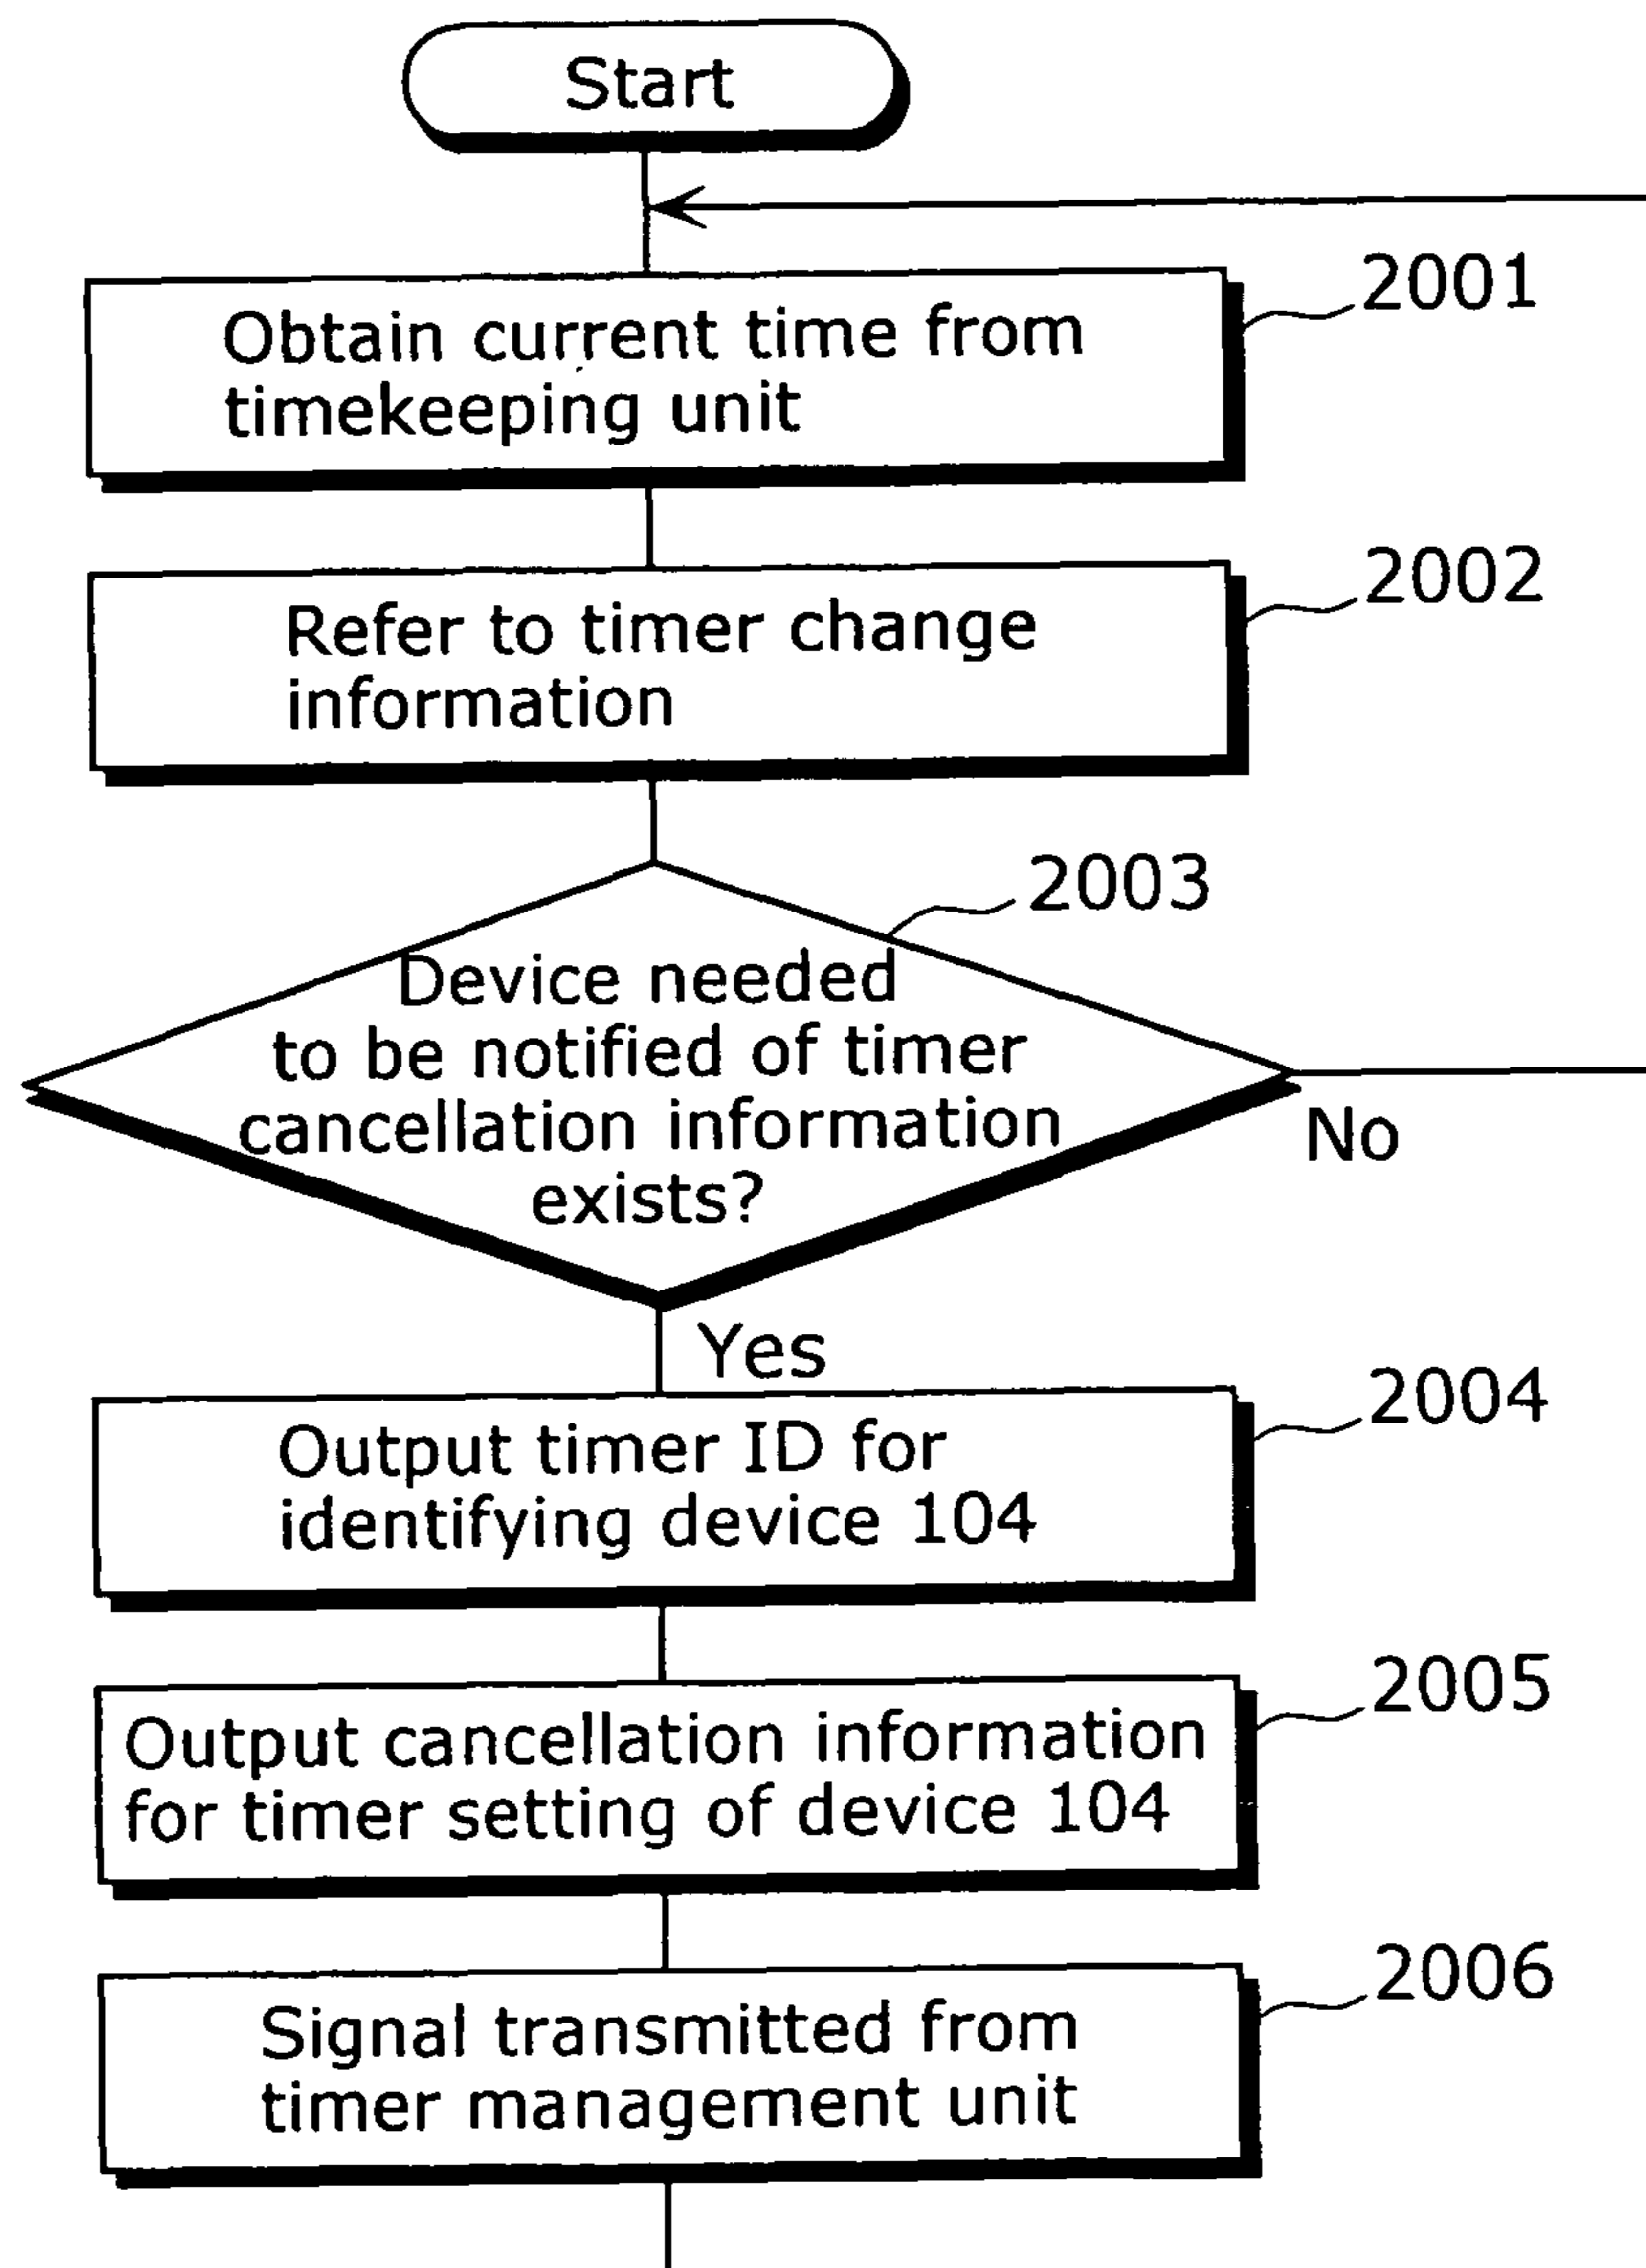 Start
2001
Obtain current time from
timekeeping unit
2002
Refer to timer change
information
2003
Device needed
to be notified of timer
cancellation information
exists?
No
Yes
2004
Output timer ID for
identifying device 104
2005
Output cancellation information
for timer setting of device 104
2006
Signal transmitted from
timer management unit